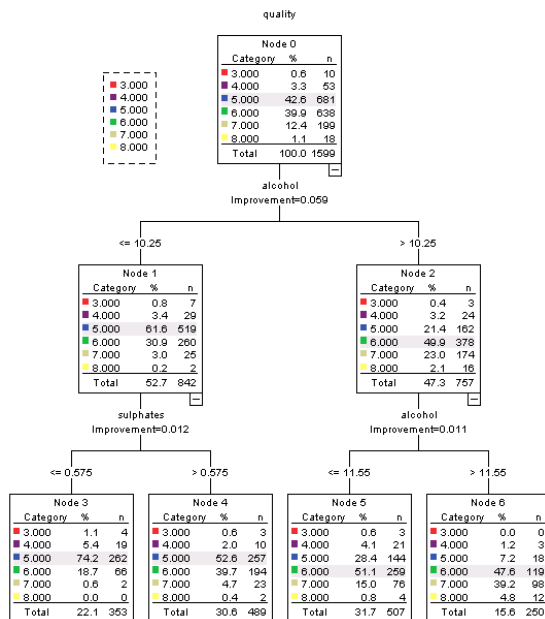 quality
Node 0
Category % n
3.000 0.6 10
4.000 3.3 53
5.000 42.6 681
6.000 39.9 638
7.000 12.4 199
8.000 1.1 18
Total 100.0 1599
3.000
4.000
5.000
6.000
7.000
8.000
alcohol
Improvement=0.059
<= 10.25
> 10.25
Node 1
Category % n
3.000 0.8 7
4.000 3.4 29
5.000 61.6 519
6.000 30.9 260
7.000 3.0 25
8.000 0.2 2
Total 52.7 842
Node 2
Category % n
3.000 0.4 3
4.000 3.2 24
5.000 21.4 162
6.000 49.9 378
7.000 23.0 174
8.000 2.1 16
Total 47.3 757
sulphates
Improvement=0.012
alcohol
Improvement=0.011
<= 0.575
> 0.575
<= 11.55
> 11.55
Node 3
Category % n
3.000 1.1 4
4.000 5.4 19
5.000 74.2 262
6.000 18.7 66
7.000 0.6 2
8.000 0.0 0
Total 22.1 353
Node 4
Category % n
3.000 0.6 3
4.000 2.0 10
5.000 52.6 257
6.000 39.7 194
7.000 4.7 23
8.000 0.4 2
Total 30.6 489
Node 5
Category % n
3.000 0.6 3
4.000 4.1 21
5.000 28.4 144
6.000 51.1 259
7.000 15.0 76
8.000 0.8 4
Total 31.7 507
Node 6
Category % n
3.000 0.0 0
4.000 1.2 3
5.000 7.2 18
6.000 47.6 119
7.000 39.2 98
8.000 4.8 12
Total 15.6 250